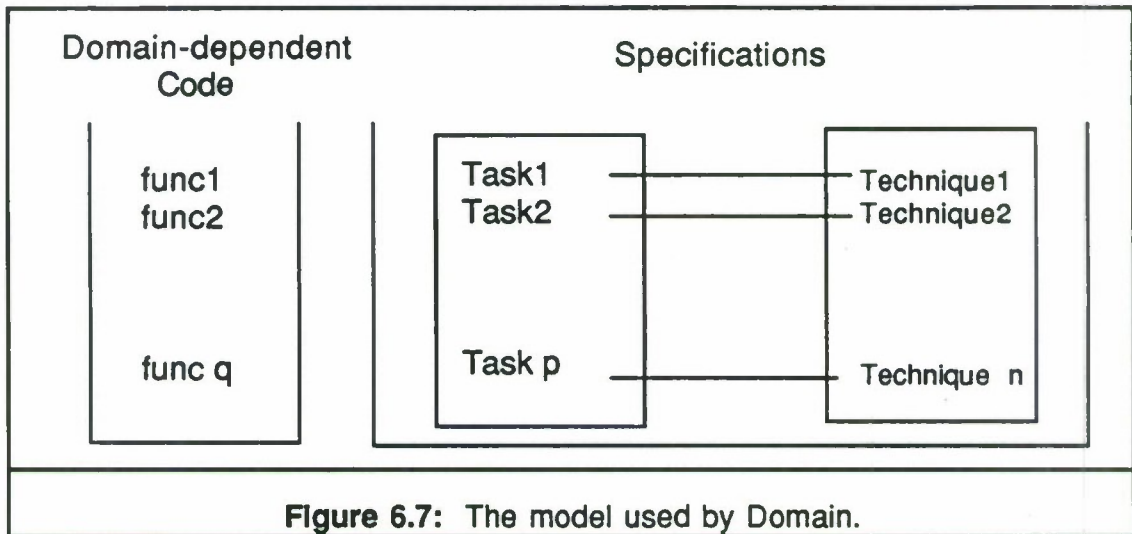 Domain-dependent
Code
Specifications
func1
func2
func q
Task1
Task2
Task p
Technique1
Technique2
Technique n
Figure 6.7: The model used by Domain.